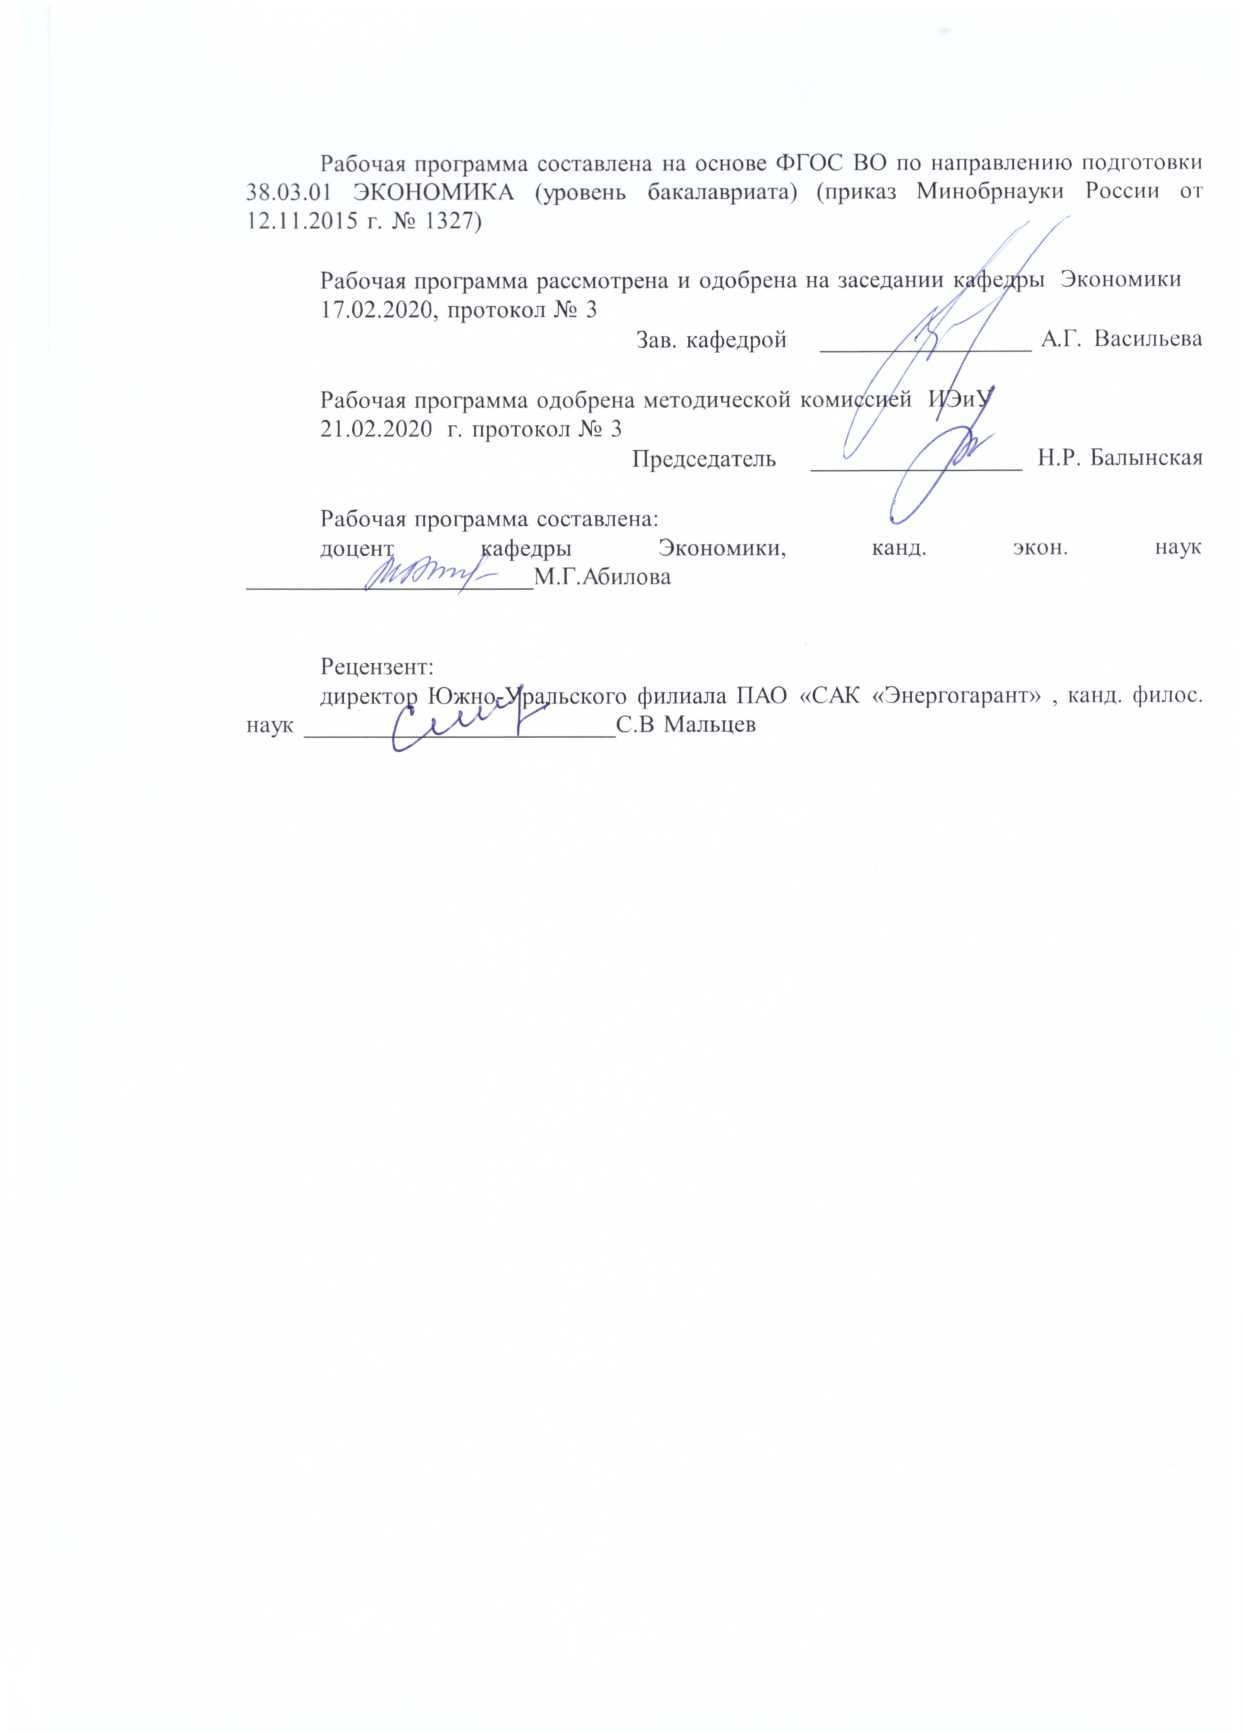 Рабочая программа составлена на основе ФГОС ВО по направлению подготовки
38.03.01 ЭКОНОМИКА (уровень бакалавриата) (приказ Минобрнауки России от
12.11.2015 г. № 1327)
Рабочая программа рассмотрена и одобрена на заседании кафедры Экономики
17.02.2020, протокол № 3
Зав. кафедрой _________________ А.Г. Васильева
Рабочая программа одобрена методической комиссией ИЭиУ
21.02.2020 г. протокол № 3
Председатель _________________ Н.Р. Балынская
Рабочая программа составлена:
доцент кафедры Экономики, канд. экон. наук
_______________________М.Г.Абилова
Рецензент:
директор Южно-Уральского филиала ПАО «САК «Энергогарант» , канд. филос.
наук _________________________С.В Мальцев